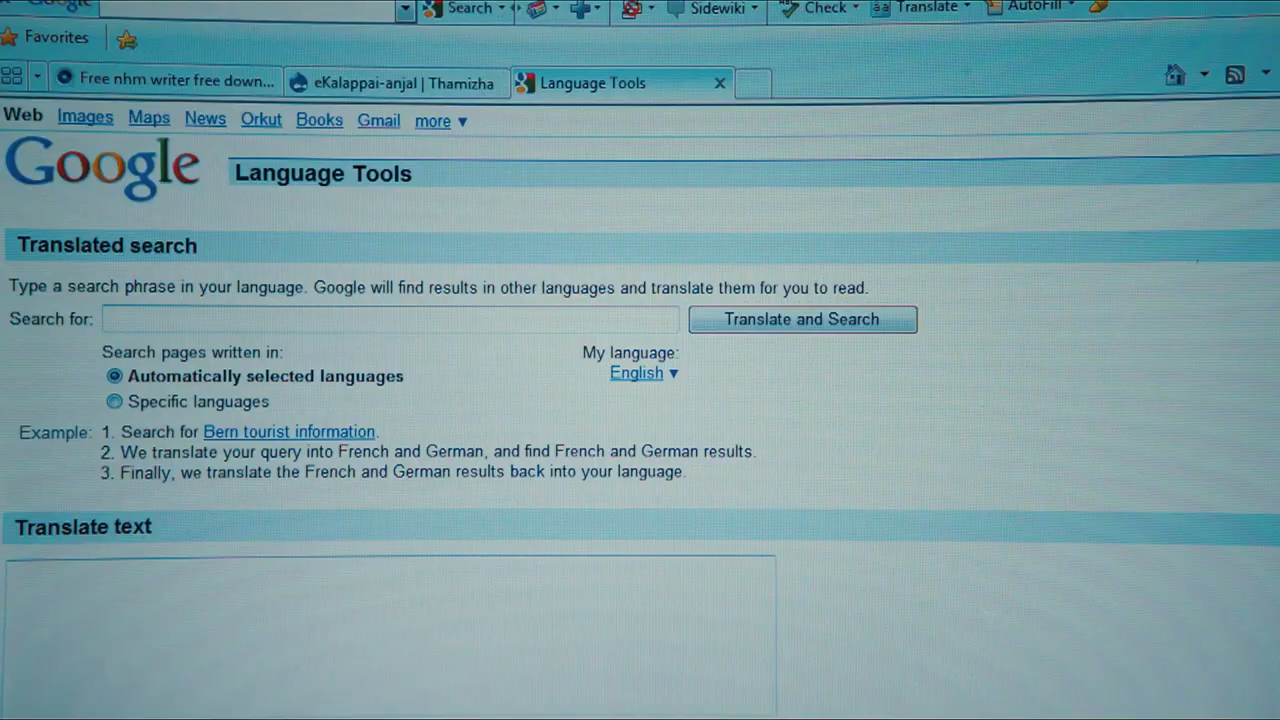 Google Search Sidewiki Check Translate AutoFill
Favorites
Free nhm writer free down... eKalappai-anjal | Thamizha Language Tools X
Web Images Maps News Orkut Books Gmail more ▼
Google Language Tools
Translated search
Type a search phrase in your language. Google will find results in other languages and translate them for you to read.
Search for: Translate and Search
Search pages written in: My language:
Automatically selected languages English ▼
Specific languages
Example: 1. Search for Bern tourist information.
2. We translate your query into French and German, and find French and German results.
3. Finally, we translate the French and German results back into your language.
Translate text